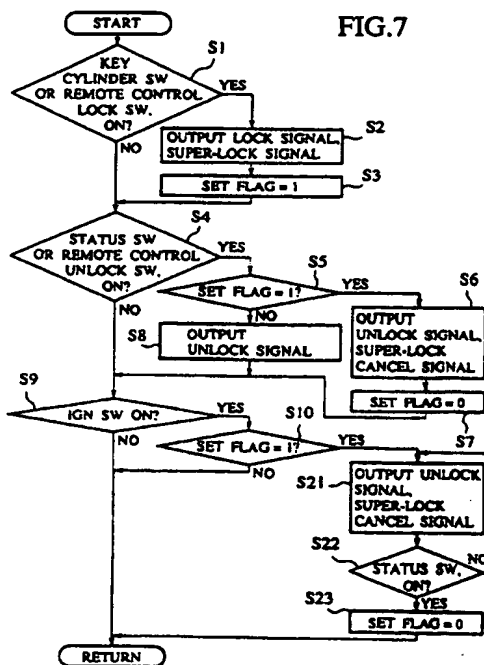 START
FIG.7
S1
KEY
CYLINDER SW
OR REMOTE CONTROL
LOCK SW.
ON?
YES
NO
S2
OUTPUT LOCK SIGNAL,
SUPER-LOCK SIGNAL
S3
SET FLAG = 1
S4
STATUS SW
OR REMOTE CONTROL
UNLOCK SW.
ON?
YES
NO
S5
SET FLAG = 1?
YES
NO
S6
OUTPUT
UNLOCK SIGNAL,
SUPER-LOCK
CANCEL SIGNAL
S8
OUTPUT
UNLOCK SIGNAL
SET FLAG = 0
S7
S9
IGN SW ON?
YES
NO
S10
SET FLAG = 1?
YES
NO
S21
OUTPUT UNLOCK
SIGNAL,
SUPER-LOCK
CANCEL SIGNAL
S22
STATUS SW,
ON?
NO
YES
S23
SET FLAG = 0
RETURN